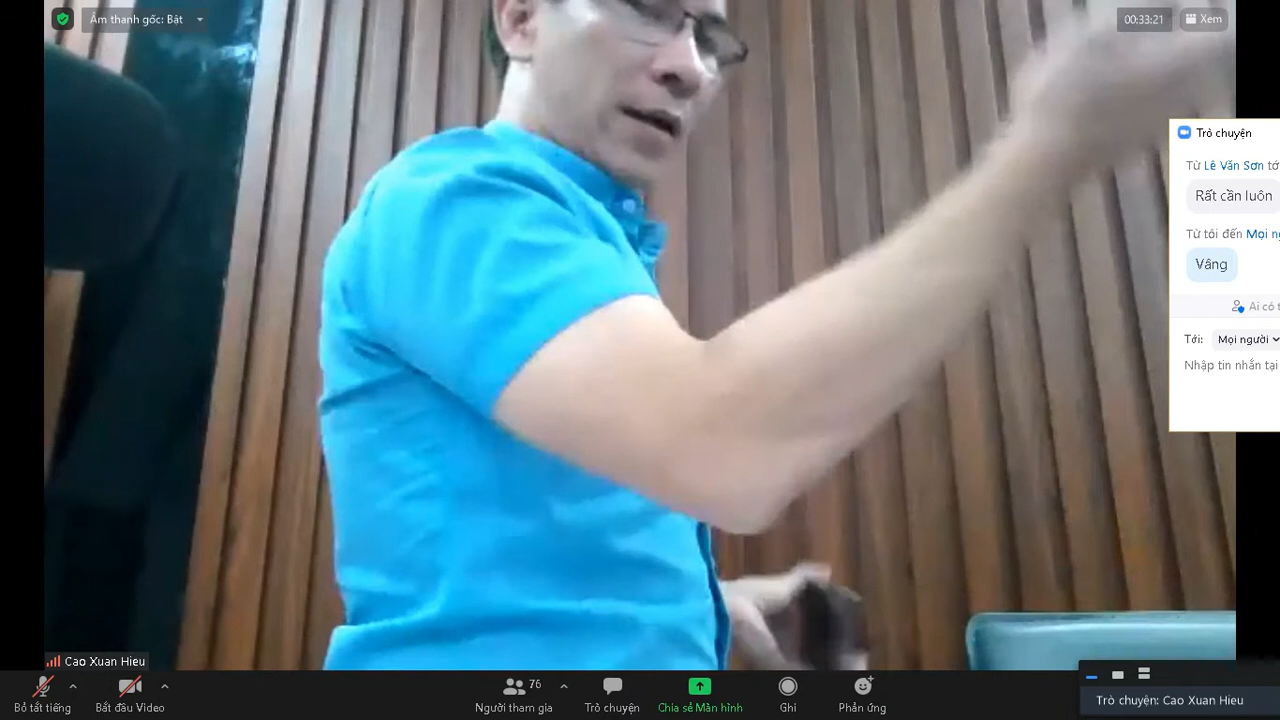 Âm thanh gốc: Bật
00:33:21
Xem
Trò chuyện
Từ Lê Văn Sơn tớ
Rất cần luôn
Từ tôi đến Mọi ng
Vâng
Ai có t
Tới: Mọi người
Nhập tin nhắn tại
Cao Xuan Hieu
Bỏ tắt tiếng
Bắt đầu Video
76
Người tham gia
Trò chuyện
Chia sẻ Màn hình
Ghi
Phản ứng
Trò chuyện: Cao Xuan Hieu